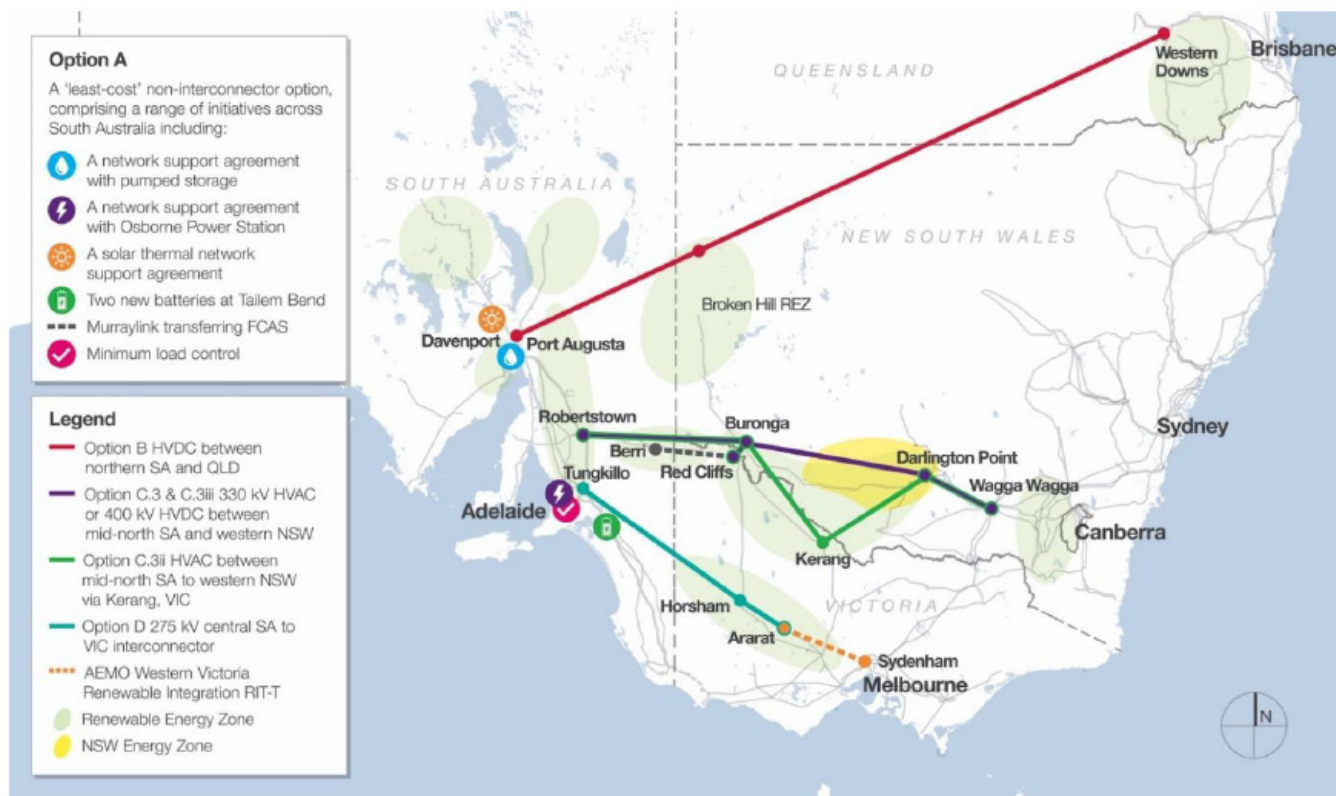 Option A
A 'least-cost' non-interconnector option,
comprising a range of initiatives across
South Australia including:
A network support agreement
with pumped storage
A network support agreement
with Osborne Power Station
A solar thermal network
support agreement
Two new batteries at Tailem Bend
Murraylink transferring FCAS
Minimum load control
Legend
Option B HVDC between
northern SA and QLD
Option C.3 & C.3iii 330 kV HVAC
or 400 kV HVDC between
mid-north SA and western NSW
Option C.3ii HVAC between
mid-north SA to western NSW
via Kerang, VIC
Option D 275 kV central SA to
VIC interconnector
AEMO Western Victoria
Renewable Integration RIT-T
Renewable Energy Zone
NSW Energy Zone
QUEENSLAND
Western
Downs
Brisbane
SOUTH AUSTRALIA
NEW SOUTH WALES
Broken Hill REZ
Davenport
Port Augusta
Robertstown
Buronga
Sydney
Berri
Red Cliffs
Darlington Point
Tungkillo
Wagga Wagga
Adelaide
Canberra
Kerang
Horsham
VICTORIA
Ararat
Sydenham
Melbourne
N